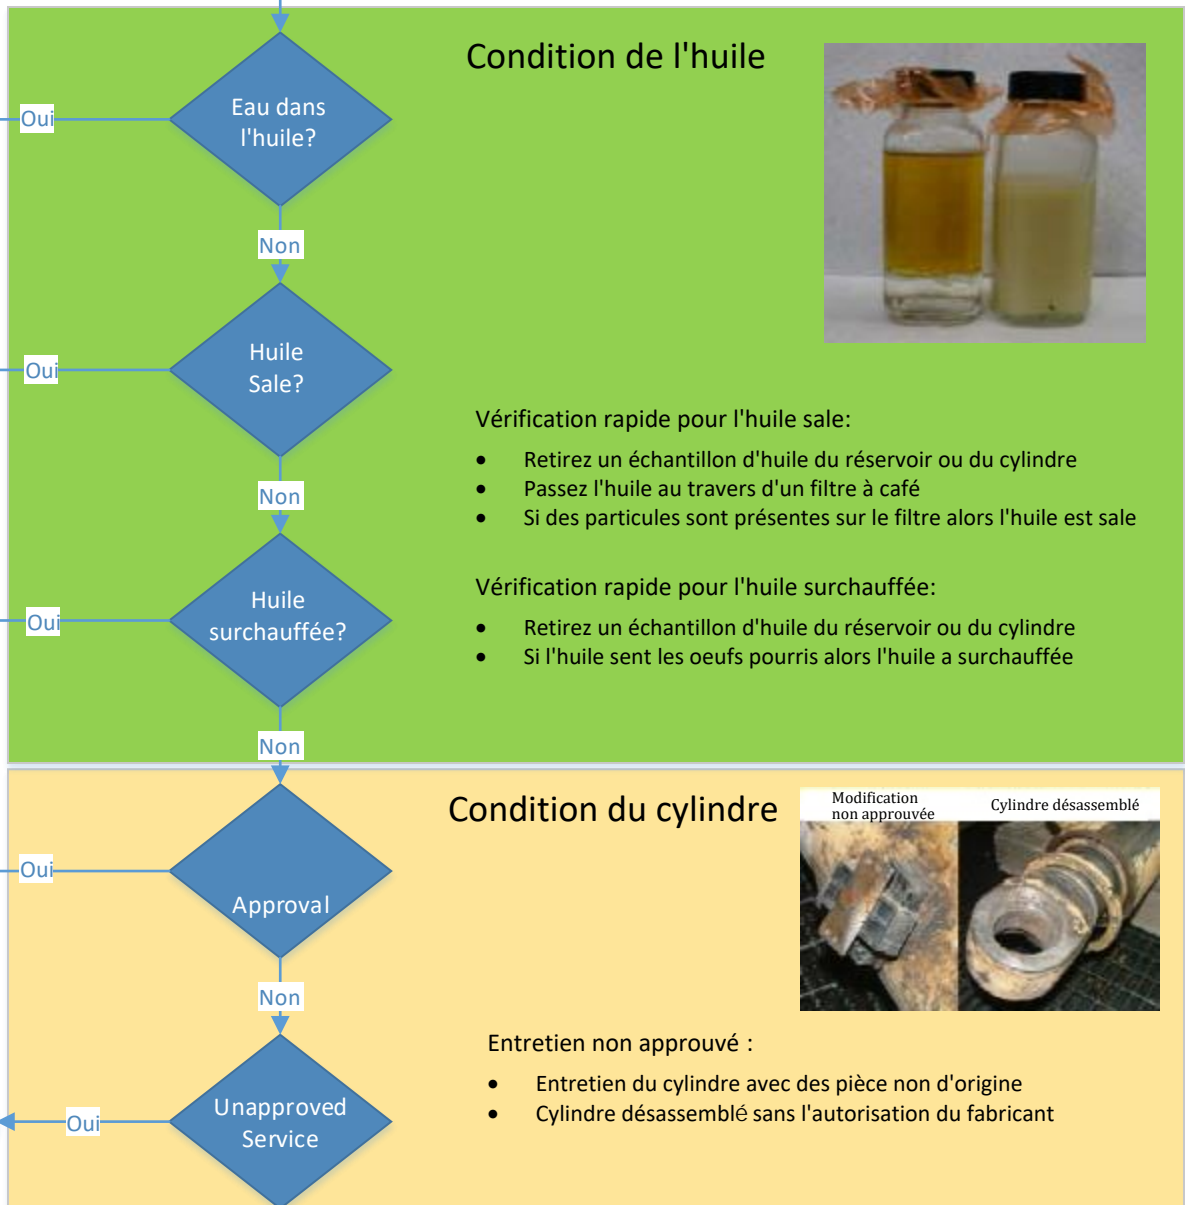 Condition de l'huile
Eau dans
l'huile?
Oui
Non
Huile
Sale?
Oui
Vérification rapide pour l'huile sale:
• Retirez un échantillon d'huile du réservoir ou du cylindre
• Passez l'huile au travers d'un filtre à café
• Si des particules sont présentes sur le filtre alors l'huile est sale
Non
Vérification rapide pour l'huile surchauffée:
Huile
surchauffée?
Oui
• Retirez un échantillon d'huile du réservoir ou du cylindre
• Si l'huile sent les oeufs pourris alors l'huile a surchauffée
Non
Condition du cylindre
Modification
non approuvée
Cylindre désassemblé
Oui
Approval
Non
Entretien non approuvé :
• Entretien du cylindre avec des pièce non d'origine
• Cylindre désassemblé sans l'autorisation du fabricant
Unapproved
Service
Oui